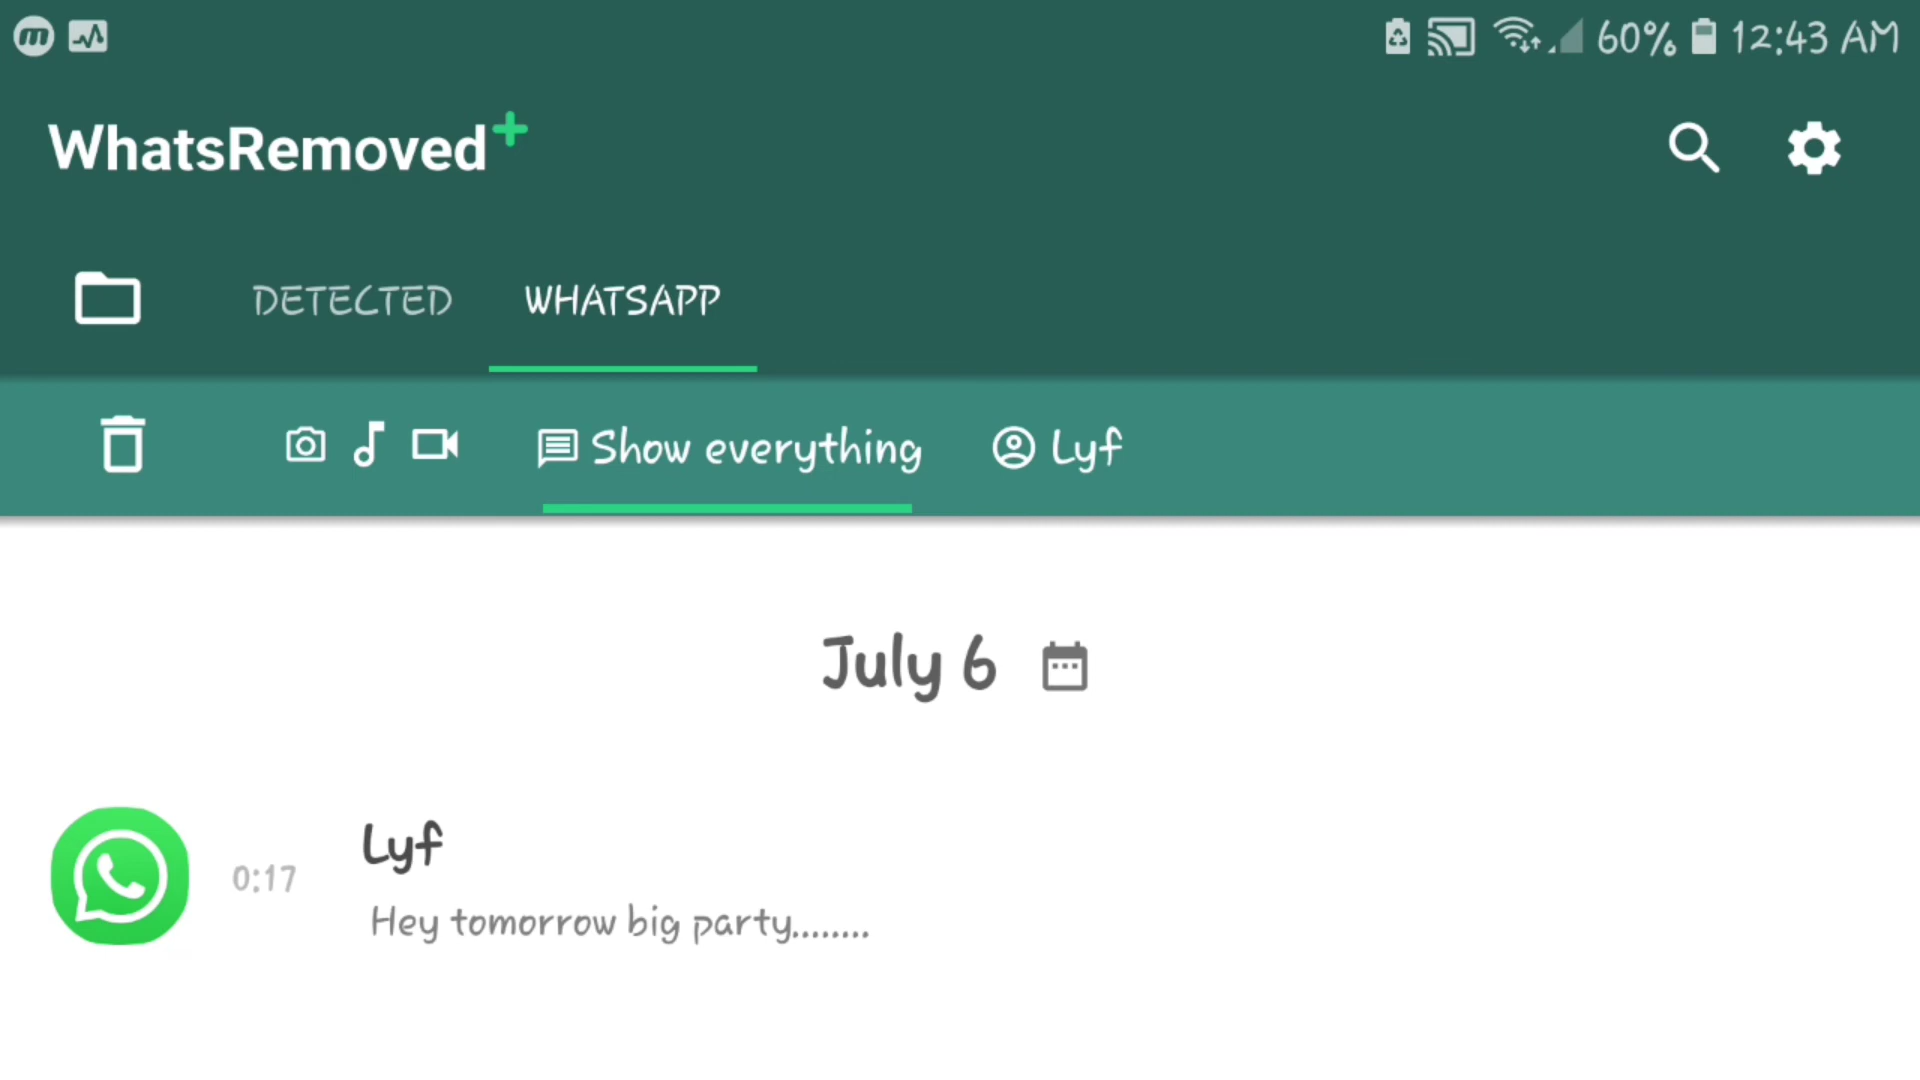 60% 12:43 AM
WhatsRemoved+
DETECTED WHATSAPP
Show everything Lyf
July 6
Lyf
0:17
Hey tomorrow big party........